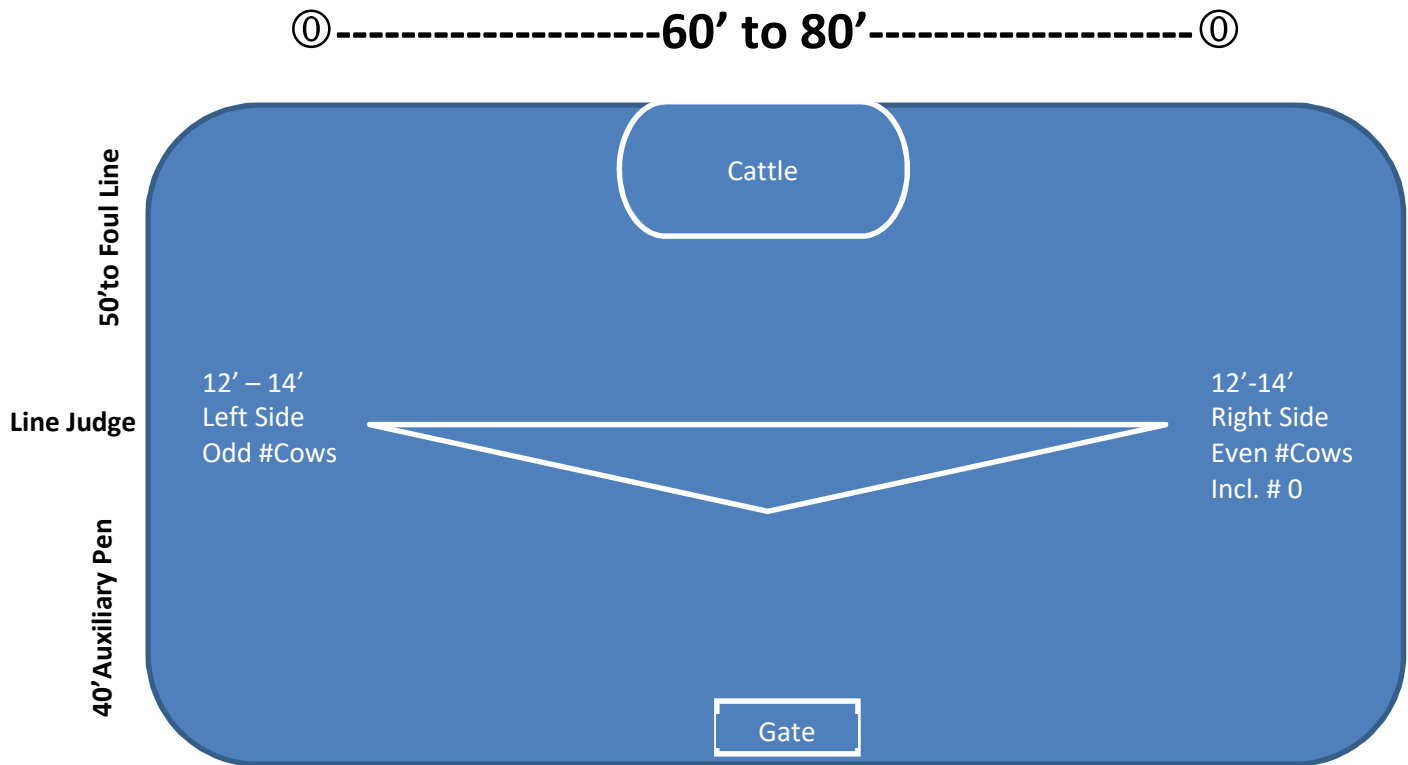 ⓪--------------------60’ to 80’--------------------⓪
Cattle
50’to Foul Line
12’ – 14’
Left Side
Odd #Cows
12’-14’
Right Side
Even #Cows
Incl. # 0
Line Judge
40’Auxiliary Pen
Gate